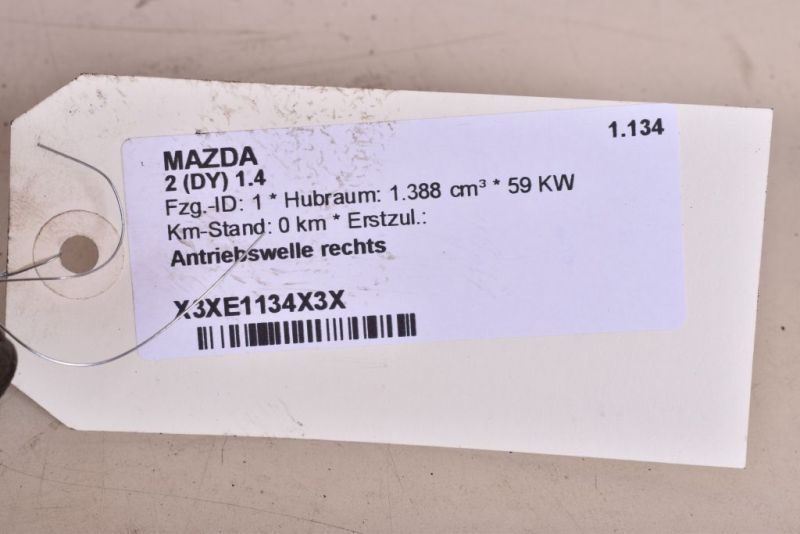 MAZDA
1.134
2 (DY) 1.4
Fzg.-ID: 1 * Hubraum: 1.388 cm³ * 59 KW
Km-Stand: 0 km * Erstzul.:
Antriebswelle rechts
X3XE1134X3X